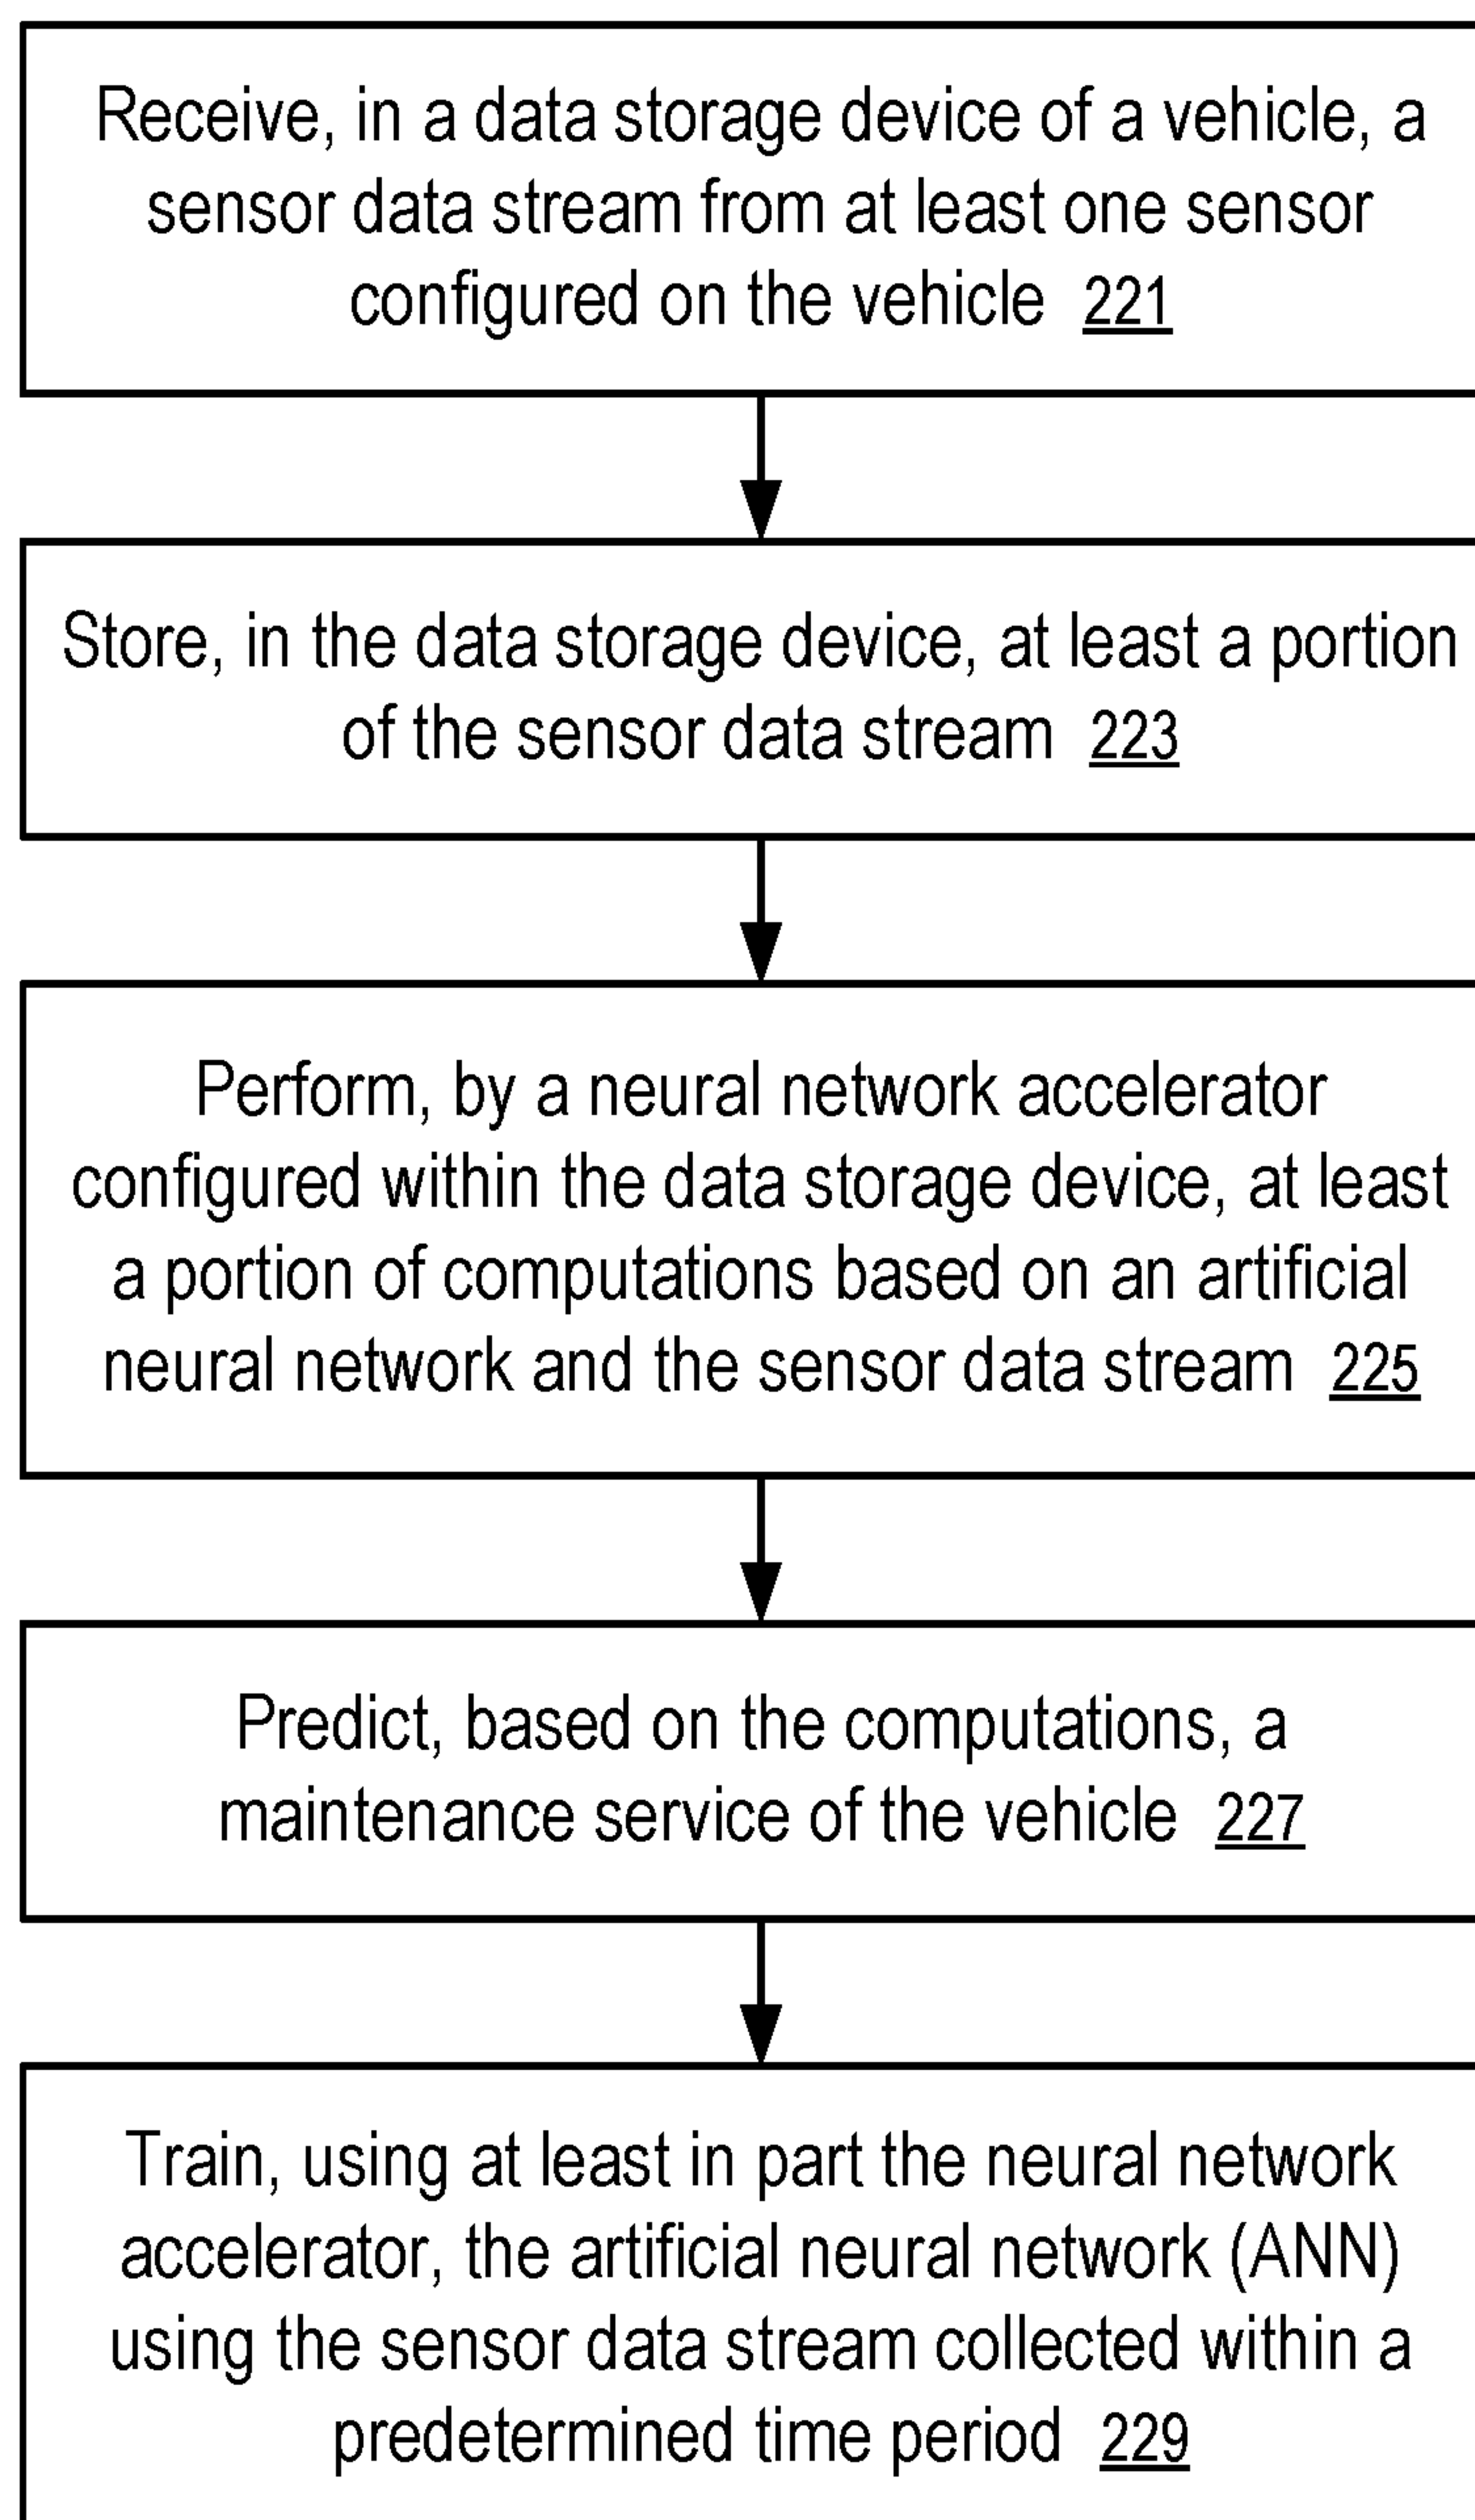 Receive, in a data storage device of a vehicle, a
sensor data stream from at least one sensor
configured on the vehicle 221
Store, in the data storage device, at least a portion
of the sensor data stream 223
Perform, by a neural network accelerator
configured within the data storage device, at least
a portion of computations based on an artificial
neural network and the sensor data stream 225
Predict, based on the computations, a
maintenance service of the vehicle 227
Train, using at least in part the neural network
accelerator, the artificial neural network (ANN)
using the sensor data stream collected within a
predetermined time period 229